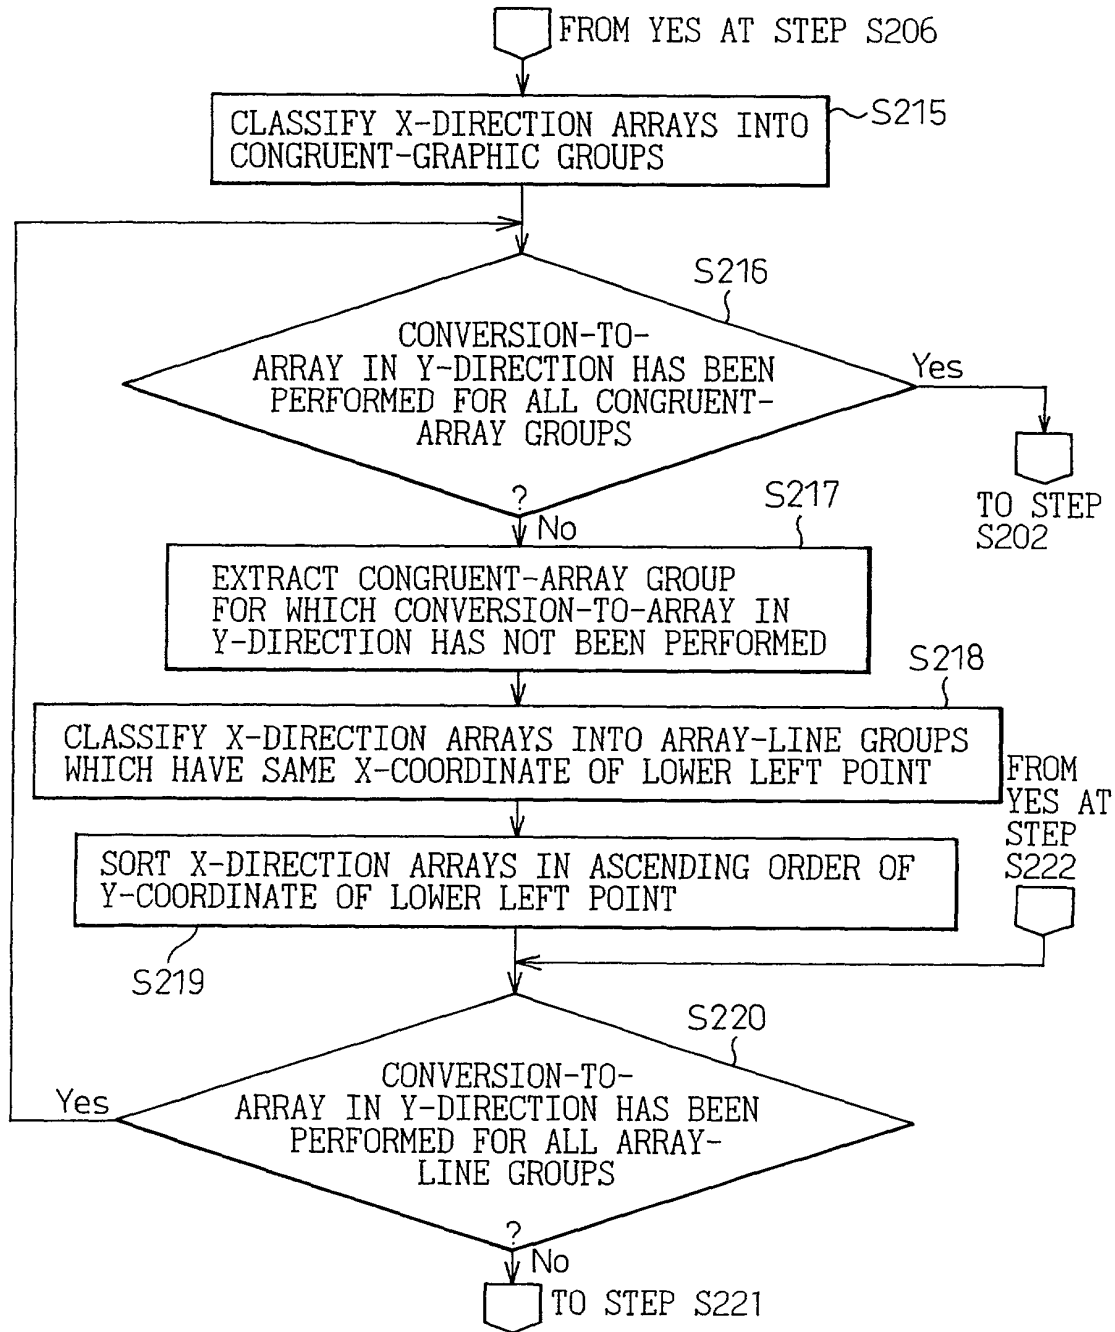 FROM YES AT STEP S206
CLASSIFY X-DIRECTION ARRAYS INTO
CONGRUENT-GRAPHIC GROUPS
S215
S216
CONVERSION-TO-
ARRAY IN Y-DIRECTION HAS BEEN
PERFORMED FOR ALL CONGRUENT-
ARRAY GROUPS
?
Yes
TO STEP
S202
No
S217
EXTRACT CONGRUENT-ARRAY GROUP
FOR WHICH CONVERSION-TO-ARRAY IN
Y-DIRECTION HAS NOT BEEN PERFORMED
S218
CLASSIFY X-DIRECTION ARRAYS INTO ARRAY-LINE GROUPS
WHICH HAVE SAME X-COORDINATE OF LOWER LEFT POINT
FROM
YES AT
STEP
S222
SORT X-DIRECTION ARRAYS IN ASCENDING ORDER OF
Y-COORDINATE OF LOWER LEFT POINT
S219
S220
CONVERSION-TO-
ARRAY IN Y-DIRECTION HAS BEEN
PERFORMED FOR ALL ARRAY-
LINE GROUPS
?
Yes
No
TO STEP S221